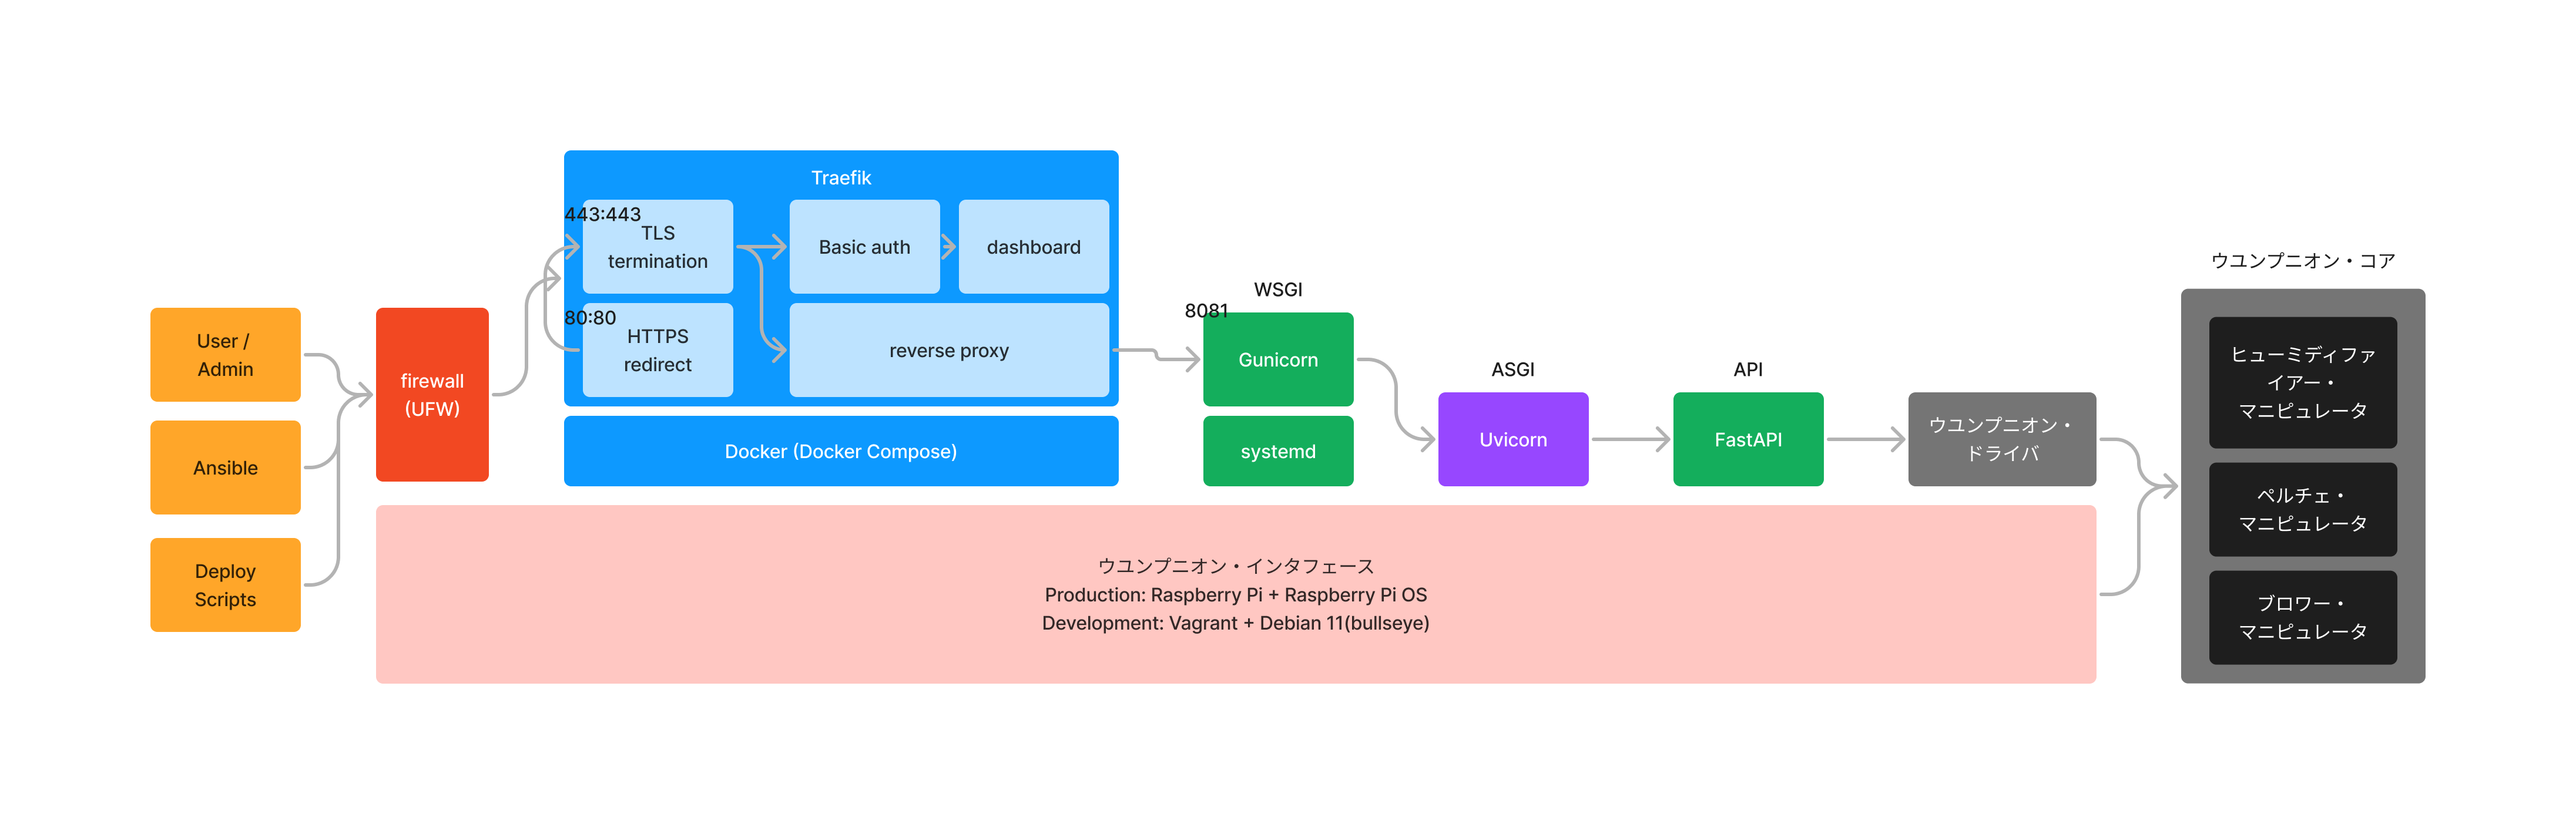 User /
Admin
Ansible
Deploy
Scripts
firewall
(UFW)
Traefik
443:443
TLS
termination
80:80
HTTPS
redirect
Basic auth
dashboard
reverse proxy
Docker (Docker Compose)
WSGI
8081
Gunicorn
systemd
ASGI
Uvicorn
API
FastAPI
ウユンプニオン・
ドライバ
ウユンプニオン・インタフェース
Production: Raspberry Pi + Raspberry Pi OS
Development: Vagrant + Debian 11(bullseye)
ウユンプニオン・コア
ヒューミディファ
イアー・
マニピュレータ
ペルチェ・
マニピュレータ
ブロワー・
マニピュレータ